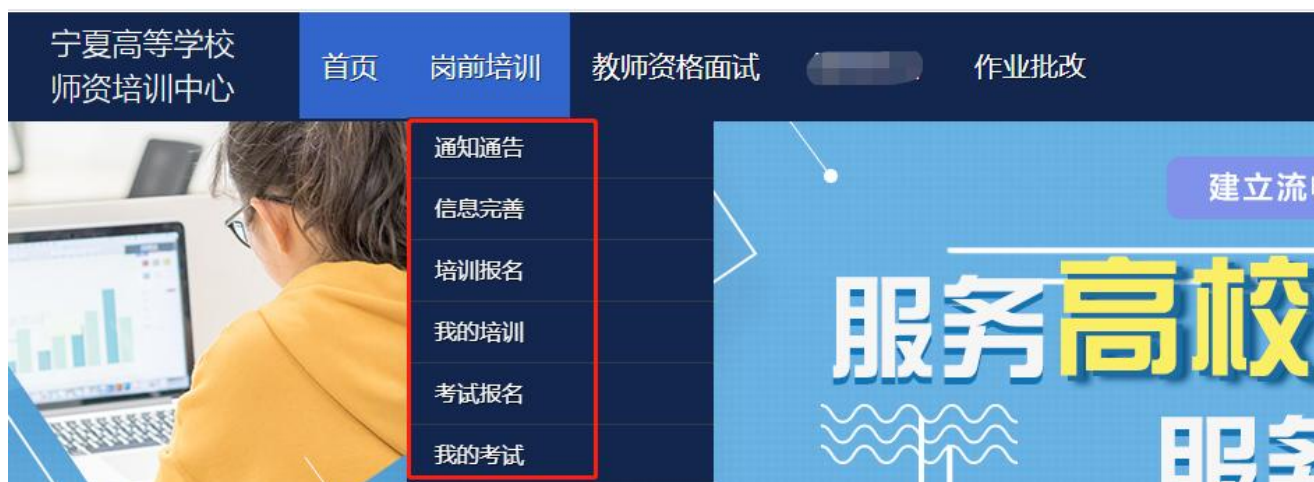 宁夏高等学校
师资培训中心
首页
岗前培训
教师资格面试
作业批改
通知通告
信息完善
培训报名
我的培训
考试报名
我的考试
建立流
服务高校
服务